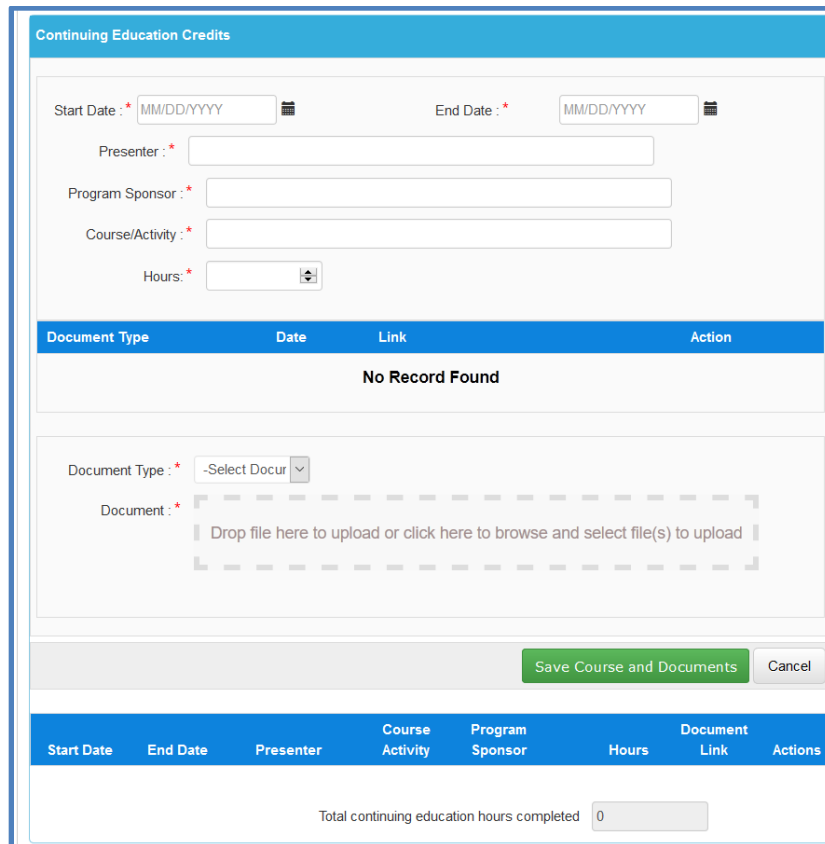 Continuing Education Credits
Start Date : * MM/DD/YYYY End Date : * MM/DD/YYYY
Presenter : *
Program Sponsor : *
Course/Activity : *
Hours: *
Document Type Date Link Action
No Record Found
Document Type : * -Select Docur
Document : *
Drop file here to upload or click here to browse and select file(s) to upload
Save Course and Documents Cancel
Start Date End Date Presenter Course Activity Program Sponsor Hours Document Link Actions
Total continuing education hours completed 0